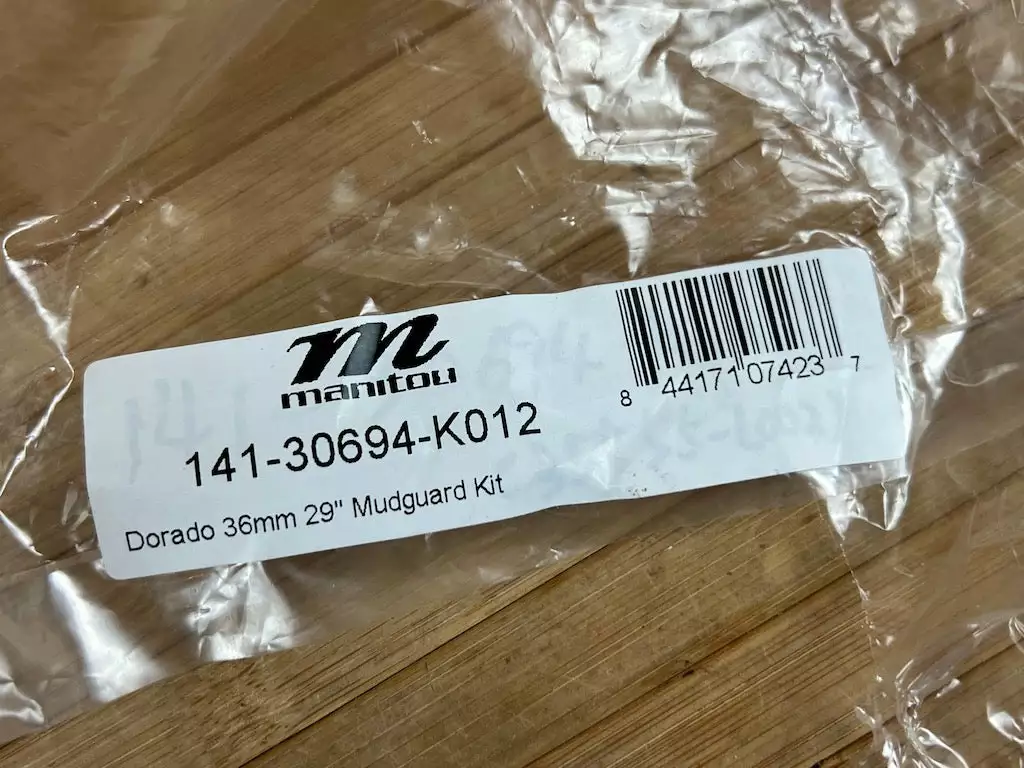 m
manitou
141-30694-K012
Dorado 36mm 29" Mudguard Kit
8 44171 07423 7